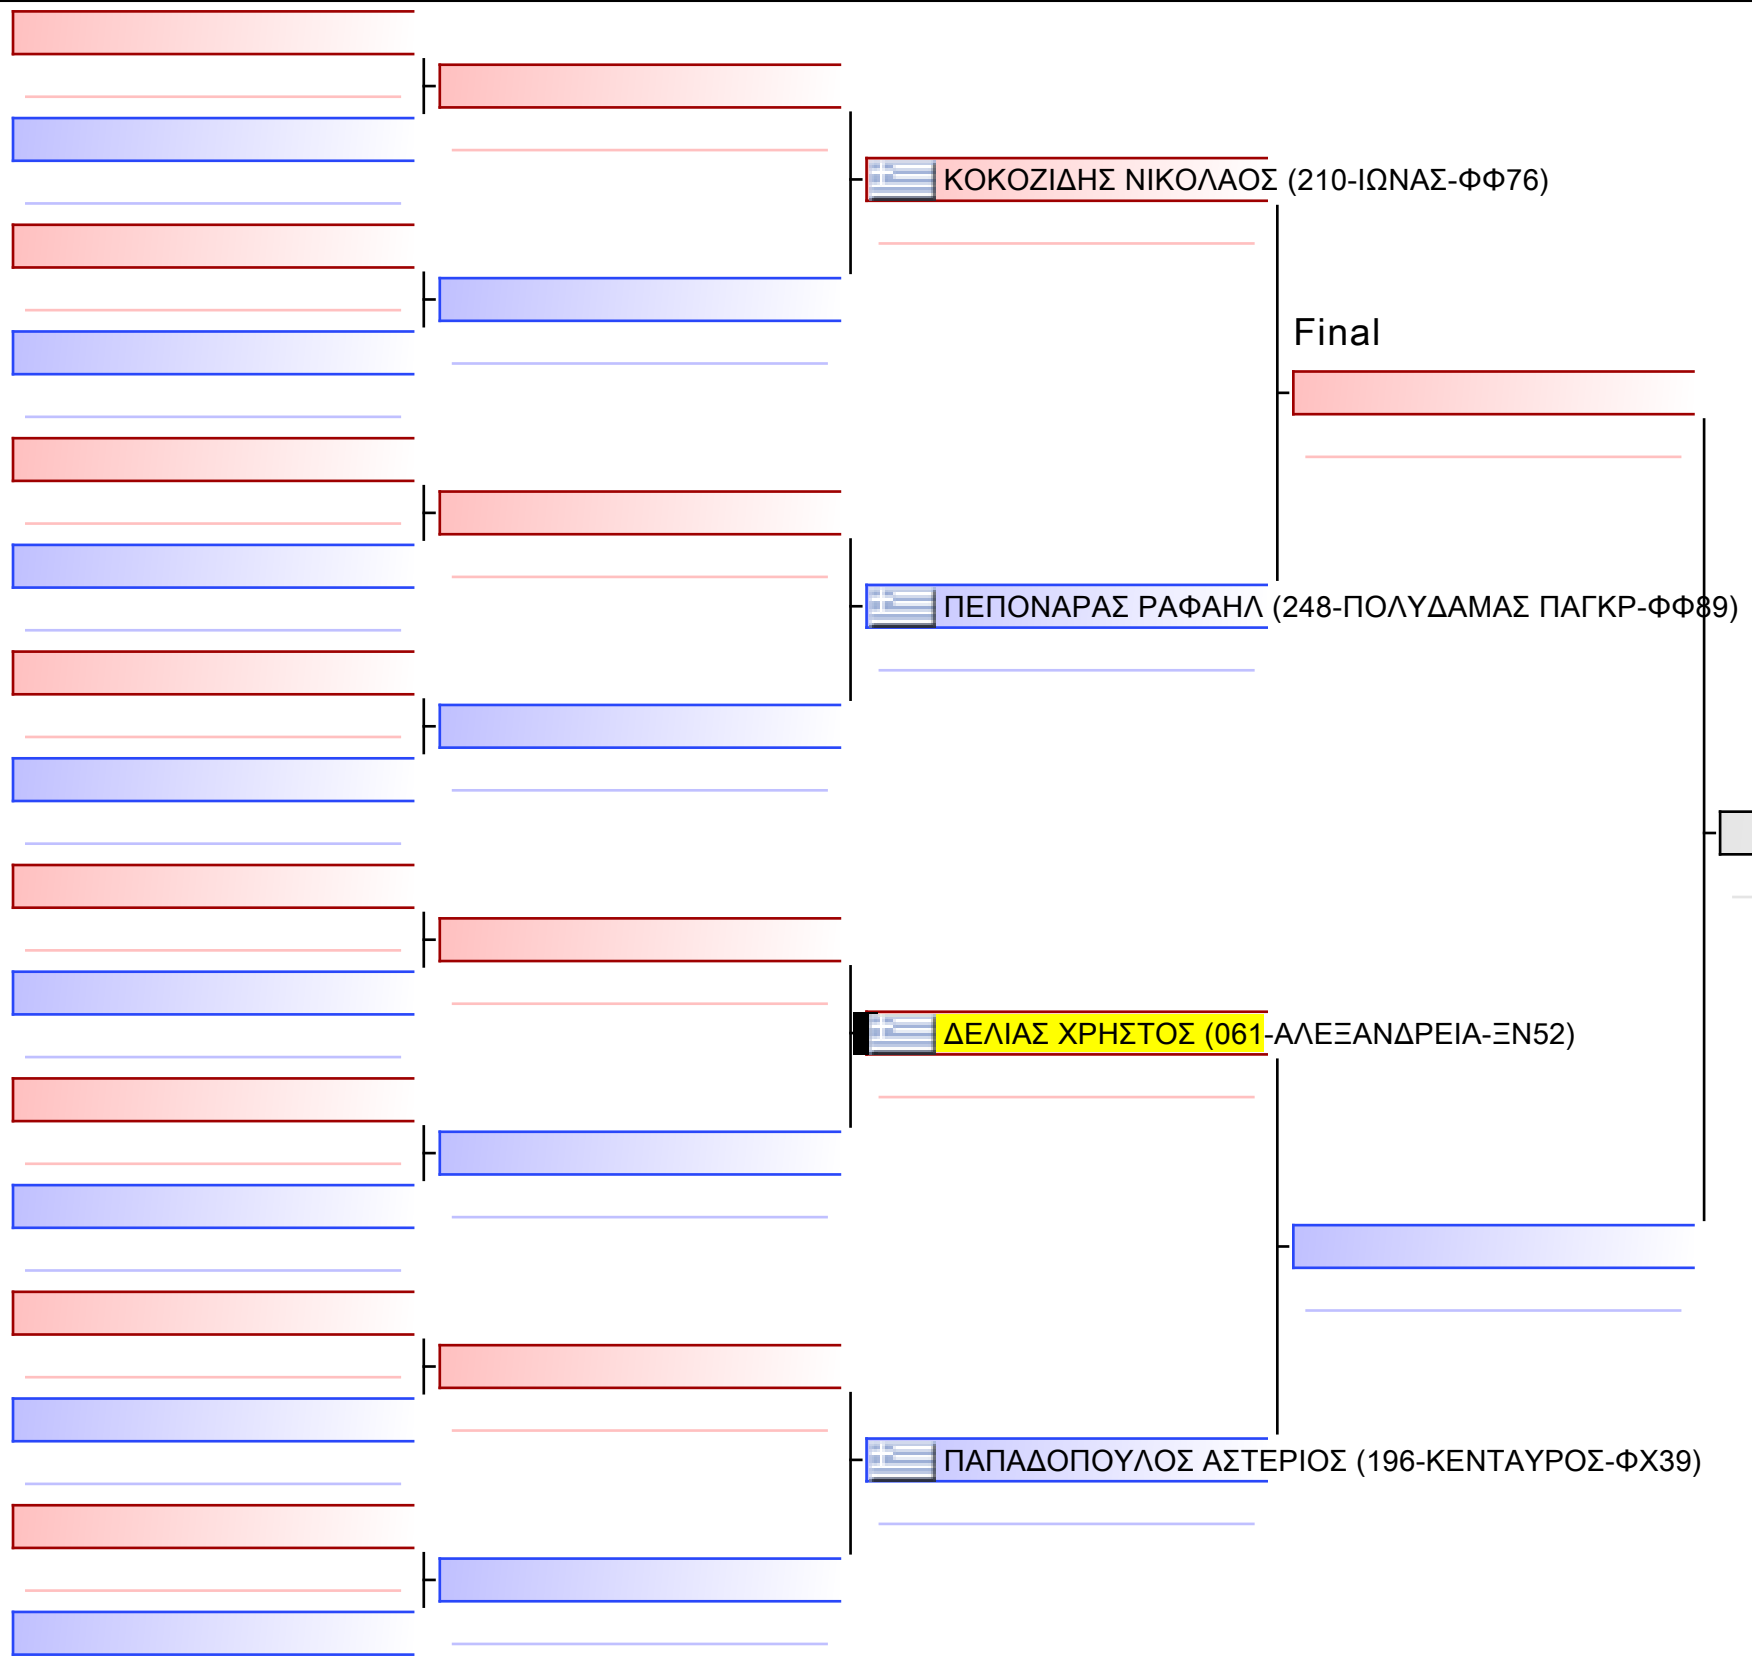 ΚΟΚΟΖΙΔΗΣ ΝΙΚΟΛΑΟΣ (210-ΙΩΝΑΣ-ΦΦ76)
Final
ΠΕΠΟΝΑΡΑΣ ΡΑΦΑΗΛ (248-ΠΟΛΥΔΑΜΑΣ ΠΑΓΚΡ-ΦΦ89)
ΔΕΛΙΑΣ ΧΡΗΣΤΟΣ (061-ΑΛΕΞΑΝΔΡΕΙΑ-ΞΝ52)
ΠΑΠΑΔΟΠΟΥΛΟΣ ΑΣΤΕΡΙΟΣ (196-ΚΕΝΤΑΥΡΟΣ-ΦΧ39)